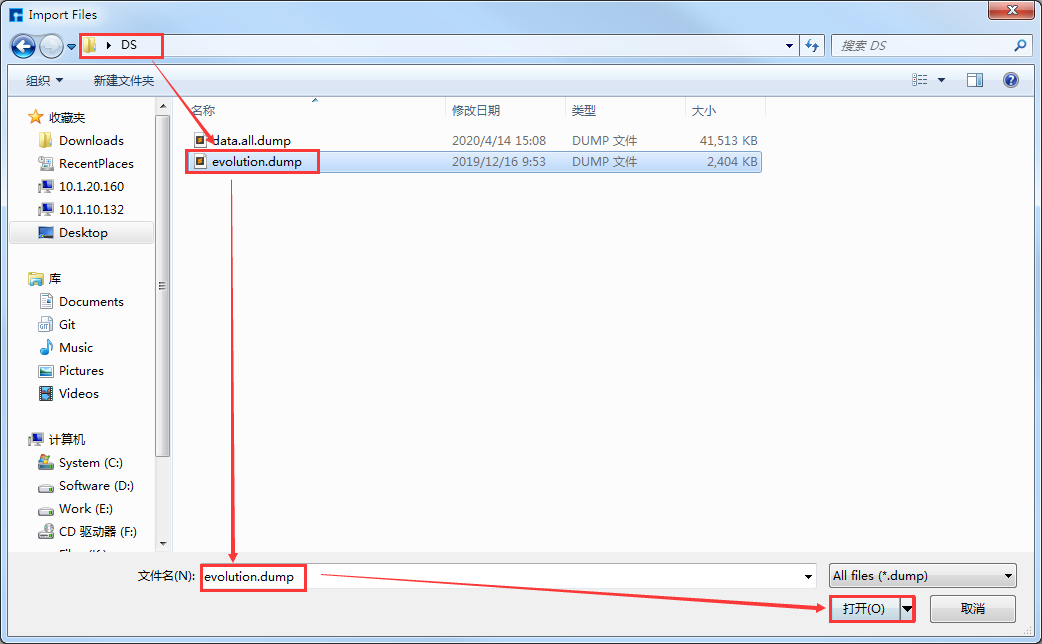 Import Files
DS
搜索 DS
组织
新建文件夹
收藏夹
Downloads
RecentPlaces
10.1.20.160
10.1.10.132
Desktop
库
Documents
Git
Music
Pictures
Videos
计算机
System (C:)
Software (D:)
Work (E:)
CD 驱动器 (F:)
名称 修改日期 类型 大小
data.all.dump 2020/4/14 15:08 DUMP 文件 41,513 KB
evolution.dump 2019/12/16 9:53 DUMP 文件 2,404 KB
文件名(N): evolution.dump All files (*.dump)
打开(O) 取消